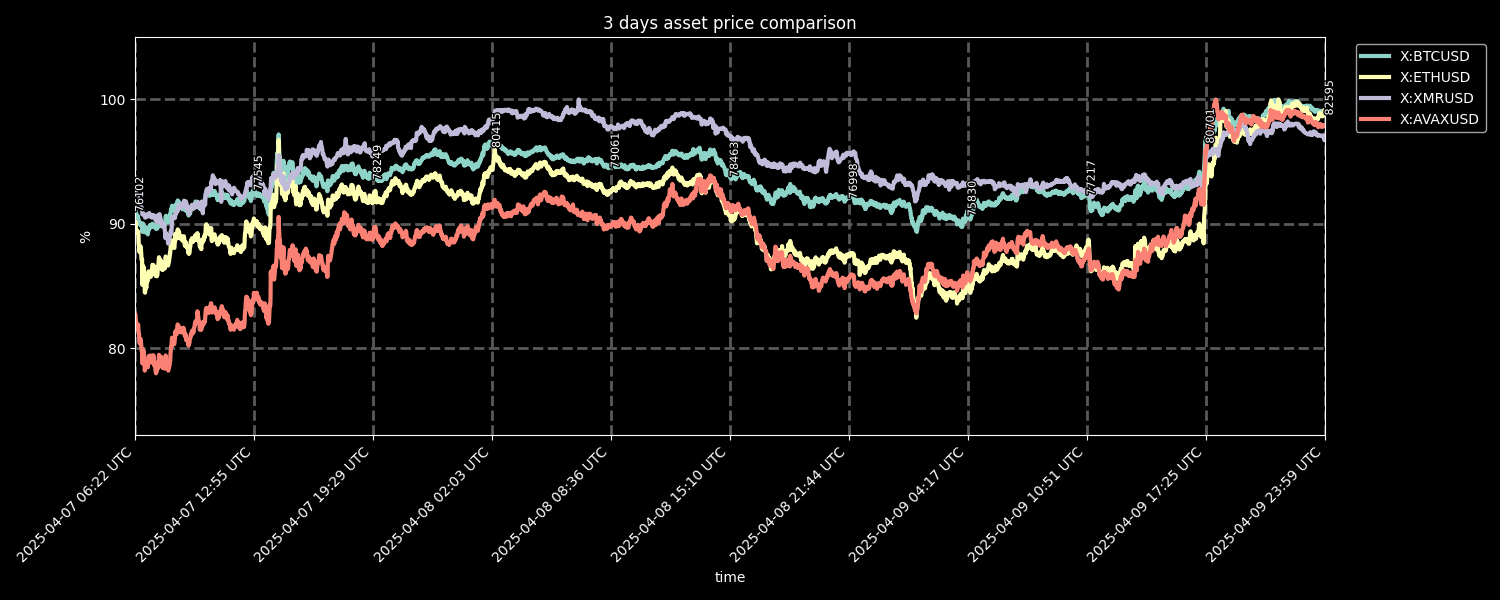 3 days asset price comparison
X:BTCUSD
X:ETHUSD
X:XMRUSD
X:AVAXUSD
100
90
80
%
76102
77545
78249
80415
79061
78463
76998
75830
77217
80701
82395
2025-04-07 06:22 UTC
2025-04-07 12:55 UTC
2025-04-07 19:29 UTC
2025-04-08 02:03 UTC
2025-04-08 08:36 UTC
2025-04-08 15:10 UTC
2025-04-08 21:44 UTC
2025-04-09 04:17 UTC
2025-04-09 10:51 UTC
2025-04-09 17:25 UTC
2025-04-09 23:59 UTC
time